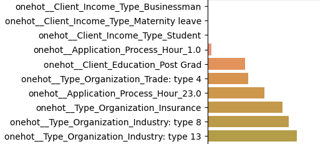 onehot__Client_Income_Type_Businessman
onehot__Client_Income_Type_Maternity leave
onehot__Client_Income_Type_Student
onehot__Application_Process_Hour_1.0
onehot__Client_Education_Post Grad
onehot__Type_Organization_Trade: type 4
onehot__Application_Process_Hour_23.0
onehot__Type_Organization_Insurance
onehot__Type_Organization_Industry: type 8
onehot__Type_Organization_Industry: type 13